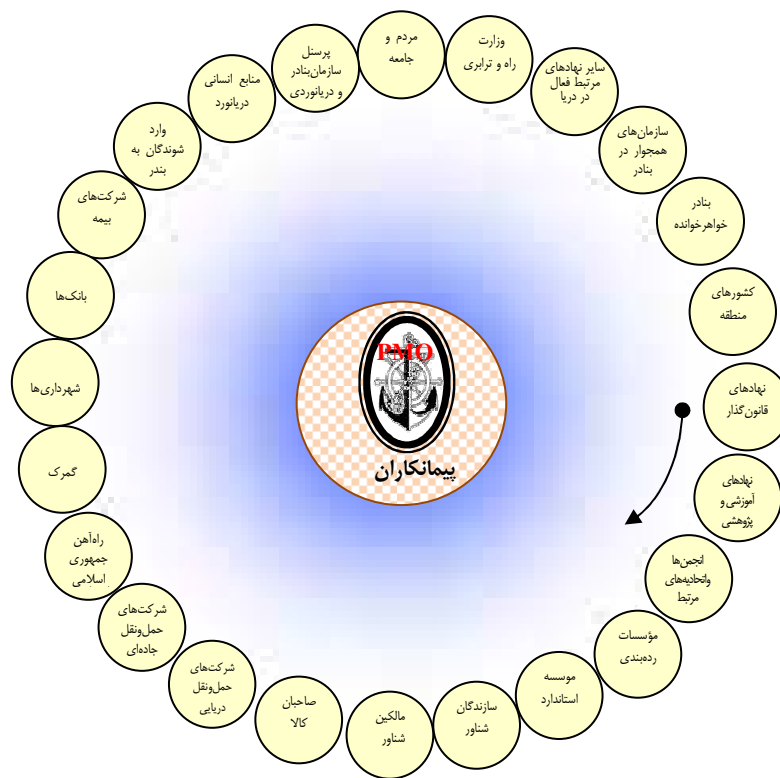 PMO
پیمانکاران
نهادهای
قانون‌گذار
نهادهای
آموزشی و
پژوهشی
انجمن‌ها
واتحادیه‌های
مرتبط
مؤسسات
رده‌بندی
موسسه
استاندارد
سازندگان
شناور
مالکین
شناور
صاحبان
کالا
شرکت‌های
حمل‌ونقل
دریایی
شرکت‌های
حمل‌ونقل
جاده‌ای
راه‌آهن
جمهوری
اسلامی
گمرک
شهرداری‌ها
بانک‌ها
شرکت‌های
بیمه
وارد
شوندگان به
بندر
منابع انسانی
دریانورد
پرسنل
سازمان‌بنادر
و دریانوردی
مردم و
جامعه
وزارت
راه و ترابری
سایر نهادهای
مرتبط فعال
در دریا
سازمان‌های
همجوار در
بنادر
بنادر
خواهرخوانده
کشورهای
منطقه